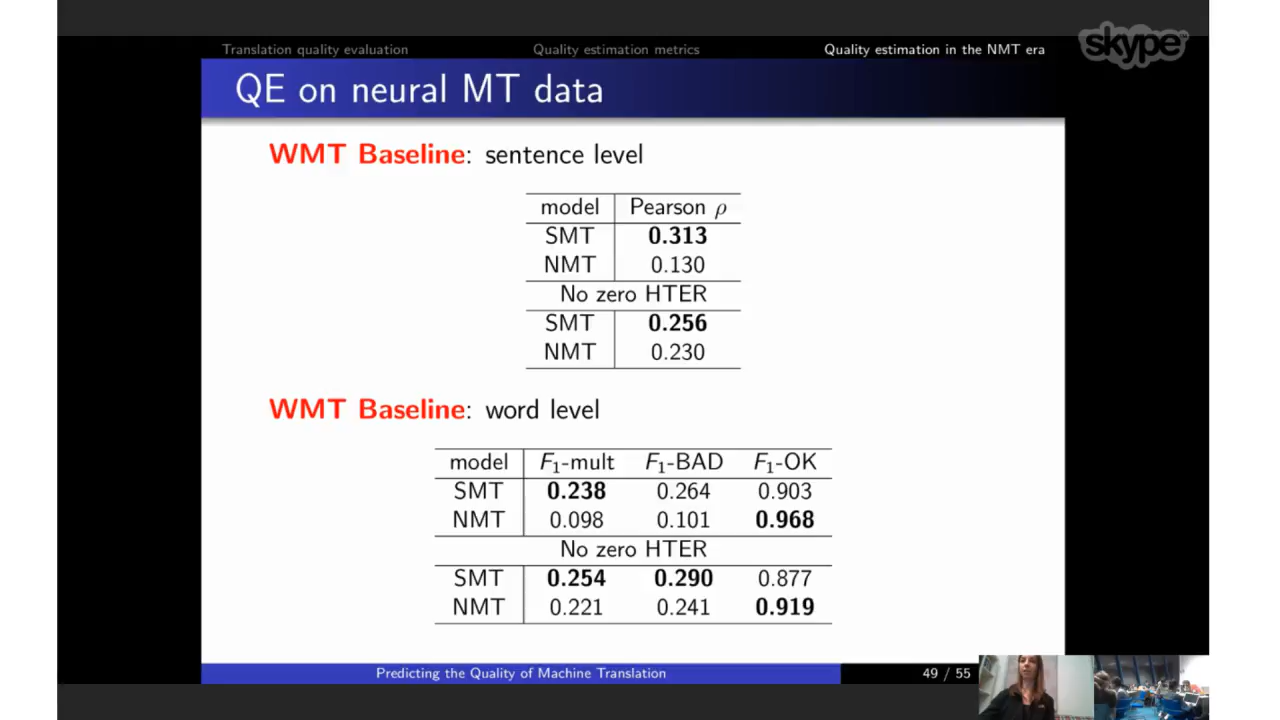 Translation quality evaluation Quality estimation metrics Quality estimation in the NMT era
skype
QE on neural MT data
WMT Baseline: sentence level
model Pearson ρ
SMT 0.313
NMT 0.130
No zero HTER
SMT 0.256
NMT 0.230
WMT Baseline: word level
model F1-mult F1-BAD F1-OK
SMT 0.238 0.264 0.903
NMT 0.098 0.101 0.968
No zero HTER
SMT 0.254 0.290 0.877
NMT 0.221 0.241 0.919
Predicting the Quality of Machine Translation 49 / 55